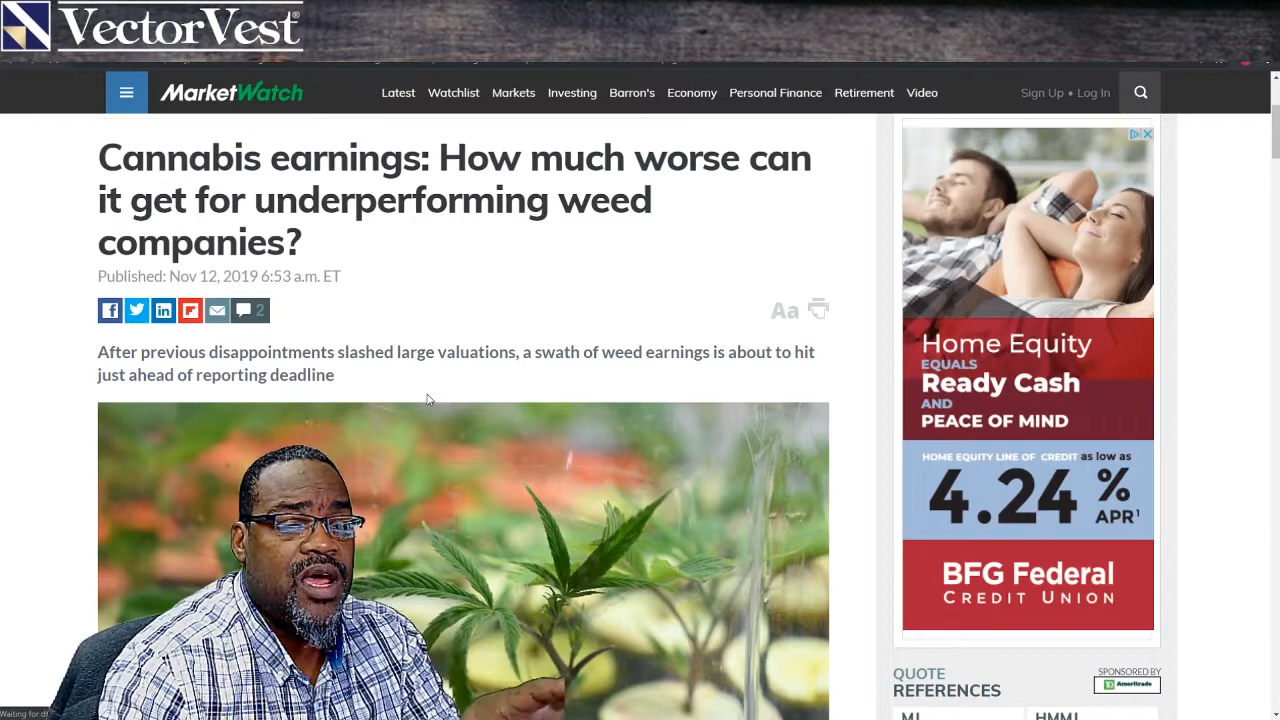 VectorVest®
MarketWatch
Latest Watchlist Markets Investing Barron's Economy Personal Finance Retirement Video Sign Up • Log In
Cannabis earnings: How much worse can
it get for underperforming weed
companies?
Published: Nov 12, 2019 6:53 a.m. ET
2
Aa
After previous disappointments slashed large valuations, a swath of weed earnings is about to hit
just ahead of reporting deadline
Home Equity
EQUALS
Ready Cash
AND
PEACE OF MIND
HOME EQUITY LINE OF CREDIT as low as
4.24 % APR¹
BFG Federal
CREDIT UNION
QUOTE
REFERENCES
SPONSORED BY
Ameritrade
Waiting for